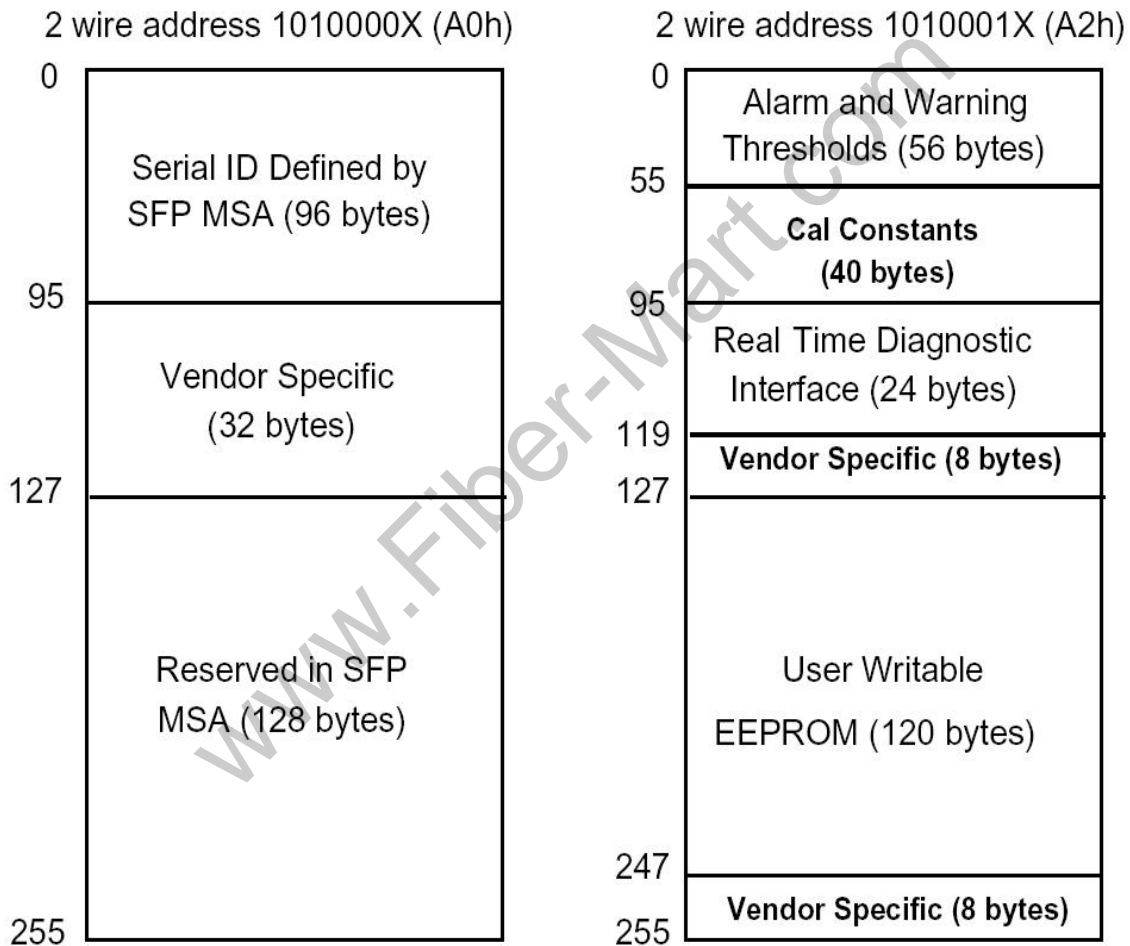 2 wire address 1010000X (A0h)
0
Serial ID Defined by
SFP MSA (96 bytes)
95
Vendor Specific
(32 bytes)
127
Reserved in SFP
MSA (128 bytes)
255
2 wire address 1010001X (A2h)
0
Alarm and Warning
Thresholds (56 bytes)
55
Cal Constants
(40 bytes)
95
Real Time Diagnostic
Interface (24 bytes)
119
Vendor Specific (8 bytes)
127
User Writable
EEPROM (120 bytes)
247
Vendor Specific (8 bytes)
255
www.Fiber-Mart.com